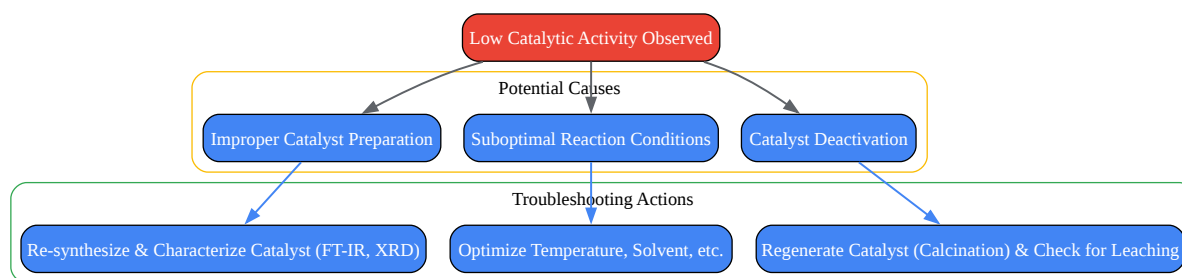 Low Catalytic Activity Observed
Potential Causes
Improper Catalyst Preparation
Suboptimal Reaction Conditions
Catalyst Deactivation
Troubleshooting Actions
Re-synthesize & Characterize Catalyst (FT-IR, XRD)
Optimize Temperature, Solvent, etc.
Regenerate Catalyst (Calcination) & Check for Leaching